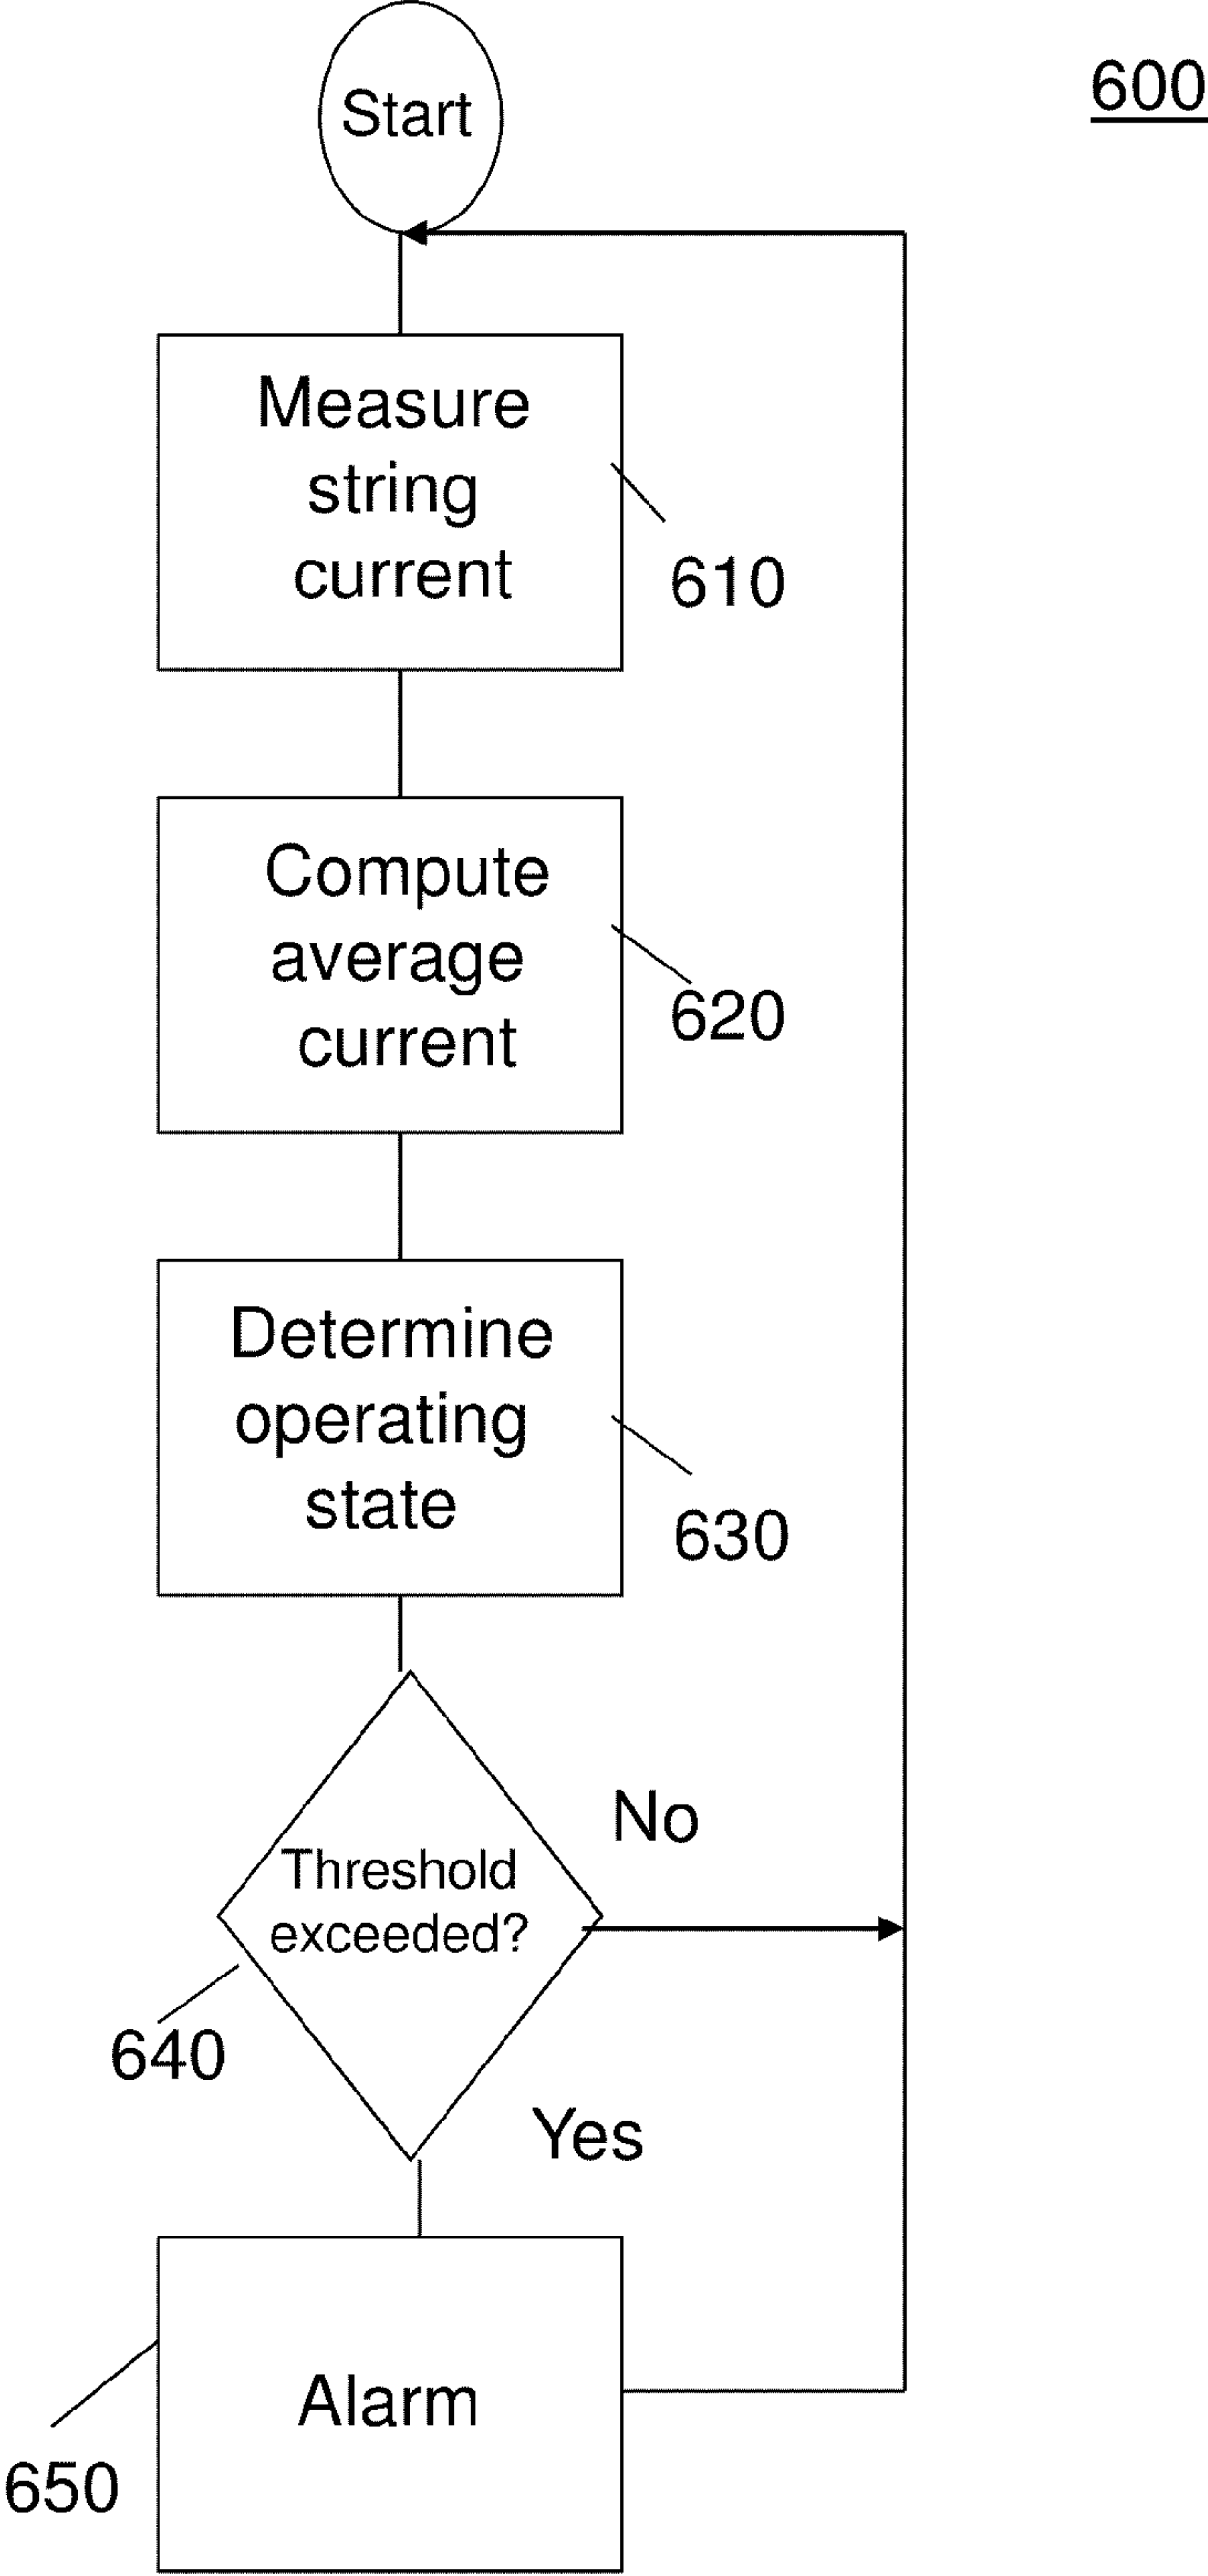 600
Start
Measure
string
current
610
Compute
average
current
620
Determine
operating
state
630
No
Threshold
exceeded?
640
Yes
Alarm
650